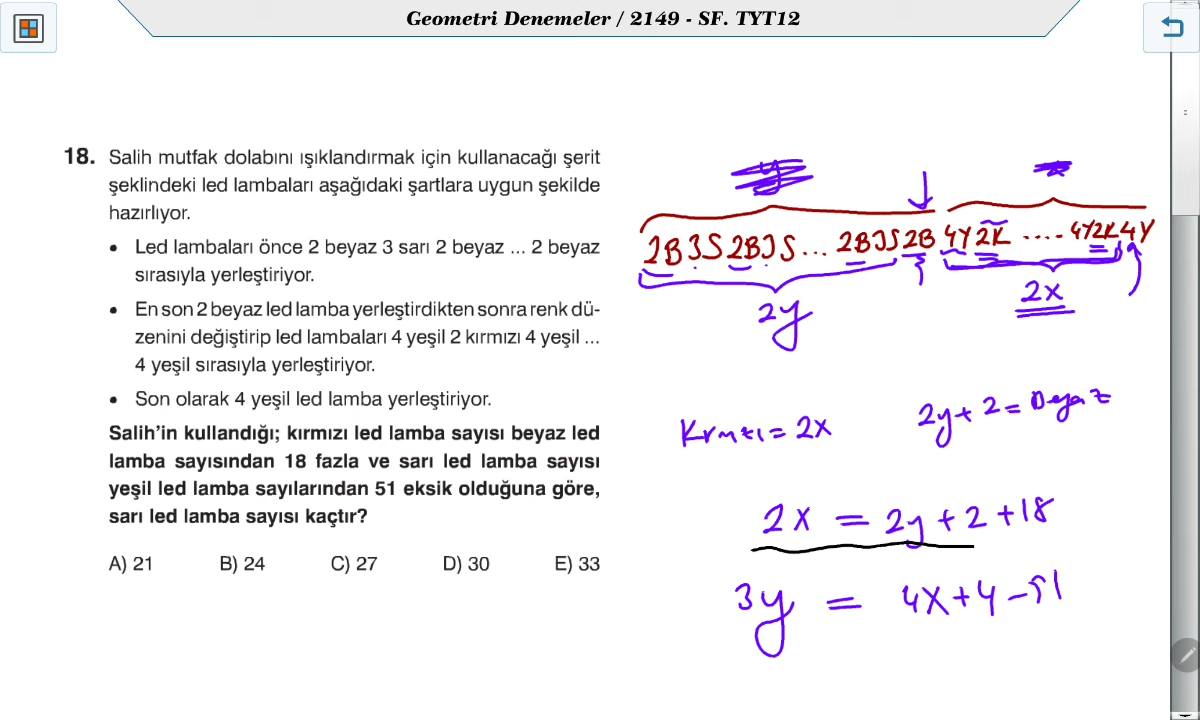 Geometri Denemeler / 2149 - SF. TYT12
18. Salih mutfak dolabını ışıklandırmak için kullanacağı şerit
şeklindeki led lambaları aşağıdaki şartlara uygun şekilde
hazırlıyor.
• Led lambaları önce 2 beyaz 3 sarı 2 beyaz ... 2 beyaz
sırasıyla yerleştiriyor.
• En son 2 beyaz led lamba yerleştirdikten sonra renk dü-
zenini değiştirip led lambaları 4 yeşil 2 kırmızı 4 yeşil ...
4 yeşil sırasıyla yerleştiriyor.
• Son olarak 4 yeşil led lamba yerleştiriyor.
Salih'in kullandığı; kırmızı led lamba sayısı beyaz led
lamba sayısından 18 fazla ve sarı led lamba sayısı
yeşil led lamba sayılarından 51 eksik olduğuna göre,
sarı led lamba sayısı kaçtır?
A) 21 B) 24 C) 27 D) 30 E) 33
2B 3S 2B3S... 2B3S 2B 4Y 2K .... 4Y2K4Y
2y 2x
2y + 2 = Beyaz
2x = 2y + 2 + 18
3y = 4x + 4 - 51